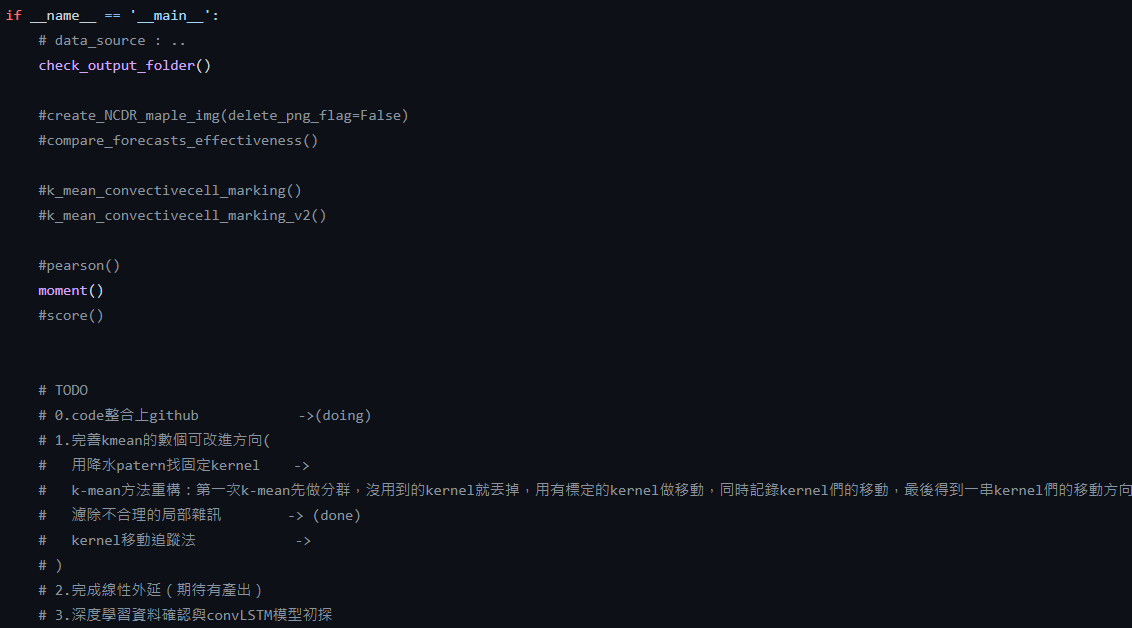 if __name__ == '__main__':
# data_source : ..
check_output_folder()
#create_NCDR_maple_img(delete_png_flag=False)
#compare_forecasts_effectiveness()
#k_mean_convectivecell_marking()
#k_mean_convectivecell_marking_v2()
#pearson()
moment()
#score()
# TODO
# 0.code整合上github ->(doing)
# 1.完善kmean的數個可改進方向(
# 用降水patern找固定kernel ->
# k-mean方法重構：第一次k-mean先做分群，沒用到的kernel就丟掉，用有標定的kernel做移動，同時記錄kernel們的移動，最後得到一串kernel們的移動方向
# 濾除不合理的局部雜訊 -> (done)
# kernel移動追蹤法 ->
# )
# 2.完成線性外延（期待有產出）
# 3.深度學習資料確認與convLSTM模型初探